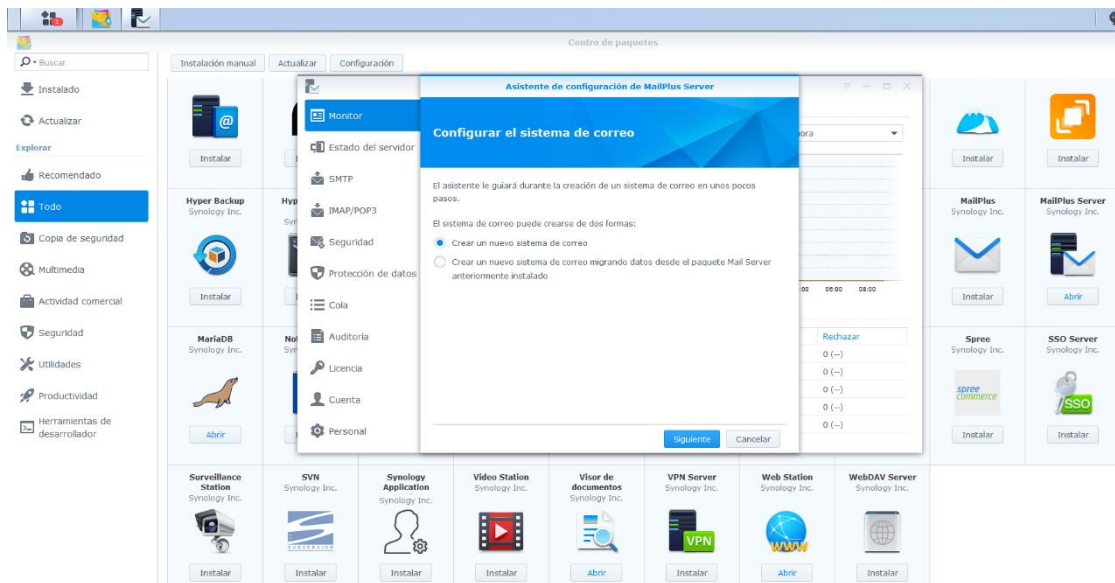 Centro de paquetes
Buscar
Instalación manual
Actualizar
Configuración
Instalado
Actualizar
Explorar
Recomendado
Todo
Copia de seguridad
Multimedia
Actividad comercial
Seguridad
Utilidades
Productividad
Herramientas de
desarrollador
Asistente de configuración de MailPlus Server
Configurar el sistema de correo
El asistente le guiará durante la creación de un sistema de correo en unos pocos
pasos.
El sistema de correo puede crearse de dos formas:
Crear un nuevo sistema de correo
Crear un nuevo sistema de correo migrando datos desde el paquete Mail Server
anteriormente instalado
Siguiente
Cancelar
Monitor
Estado del servidor
SMTP
IMAP/POP3
Seguridad
Protección de datos
Cola
Auditoría
Licencia
Cuenta
Personal
06:00 08:00
Rechazar
0 (--)
0 (--)
0 (--)
0 (--)
0 (--)
Instalar
Instalar
Instalar
Hyper Backup
Synology Inc.
Instalar
MailPlus
Synology Inc.
Instalar
MailPlus Server
Synology Inc.
Abrir
MariaDB
Synology Inc.
Abrir
Spree
Synology Inc.
spree
commerce
Instalar
SSO Server
Synology Inc.
SSO
Instalar
Surveillance
Station
Synology Inc.
Instalar
SVN
Synology Inc.
SUBVERSION
Instalar
Synology
Application
Synology Inc.
Instalar
Video Station
Synology Inc.
Instalar
Visor de
documentos
Synology Inc.
Abrir
VPN Server
Synology Inc.
VPN
Instalar
Web Station
Synology Inc.
www
Abrir
WebDAV Server
Synology Inc.
Instalar